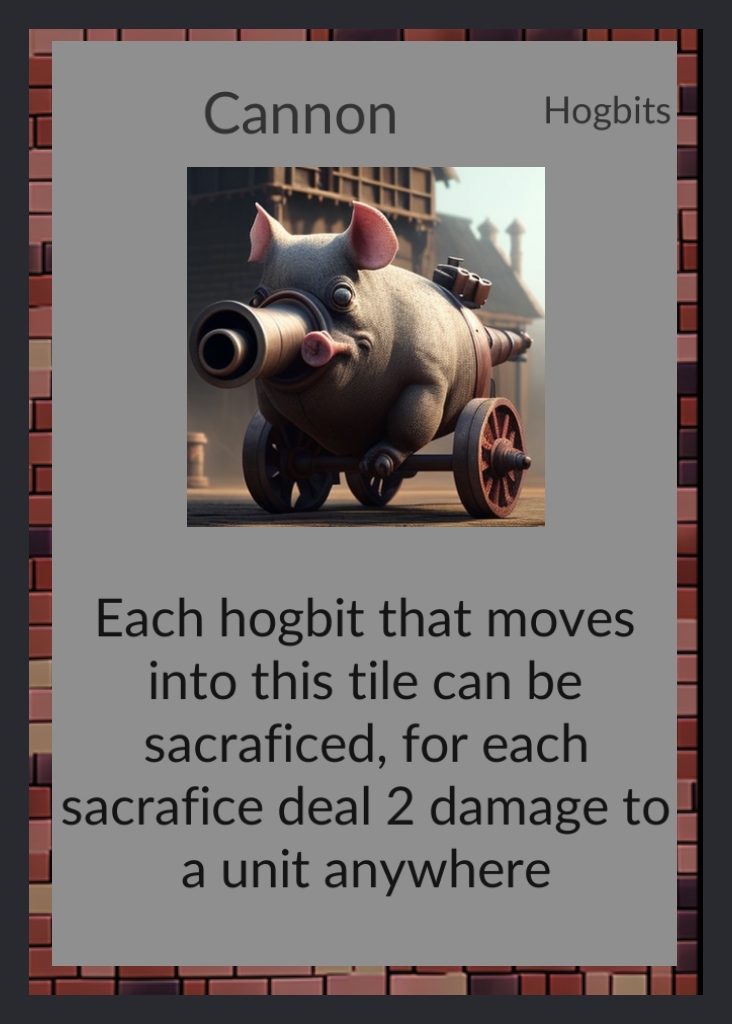 Cannon
Hogbits
Each hogbit that moves
into this tile can be
sacraficed, for each
sacrafice deal 2 damage to
a unit anywhere